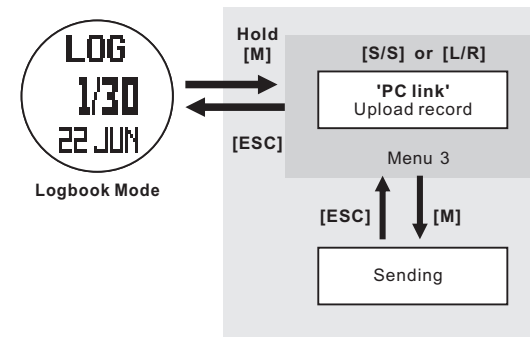 LOG
1/30
22 JUN
Logbook Mode
Hold
[M]
[ESC]
[S/S] or [L/R]
'PC link'
Upload record
Menu 3
[ESC]
[M]
Sending